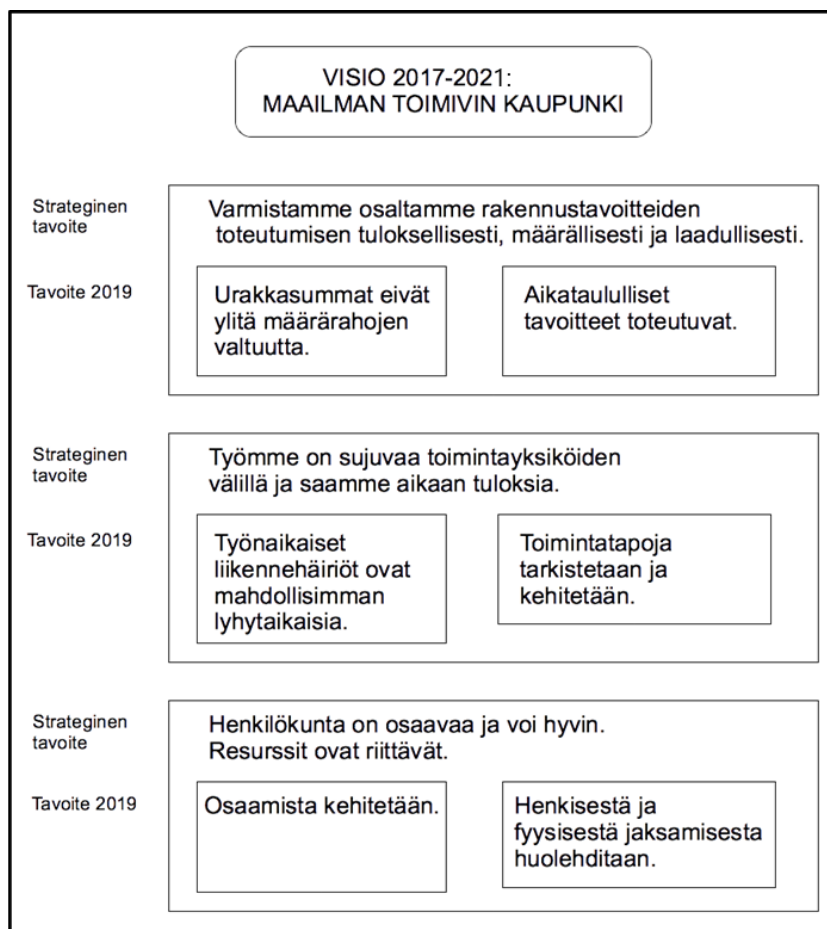 VISIO 2017-2021:
MAAILMAN TOIMIVIN KAUPUNKI
Strateginen
tavoite
Varmistamme osaltamme rakennustavoitteiden
toteutumisen tuloksellisesti, määrällisesti ja laadullisesti.
Tavoite 2019
Urakkasummat eivät
ylitä määrärahojen
valtuutta.
Aikataululliset
tavoitteet toteutuvat.
Strateginen
tavoite
Työmme on sujuvaa toimintayksiköiden
välillä ja saamme aikaan tuloksia.
Tavoite 2019
Työnaikaiset
liikennehäiriöt ovat
mahdollisimman
lyhytaikaisia.
Toimintatapoja
tarkistetaan ja
kehitetään.
Strateginen
tavoite
Henkilökunta on osaavaa ja voi hyvin.
Resurssit ovat riittävät.
Tavoite 2019
Osaamista kehitetään.
Henkisestä ja
fyysisestä jaksamisesta
huolehditaan.